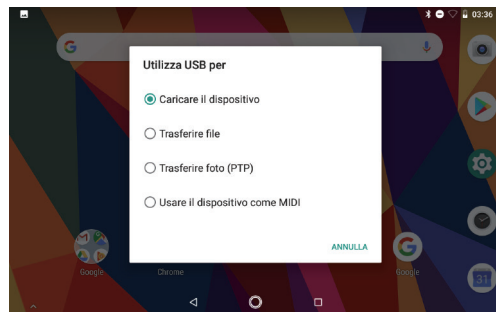 03:36
G
Utilizza USB per
Caricare il dispositivo
Trasferire file
Trasferire foto (PTP)
Usare il dispositivo come MIDI
ANNULLA
G
Google
Chrome
Google
31